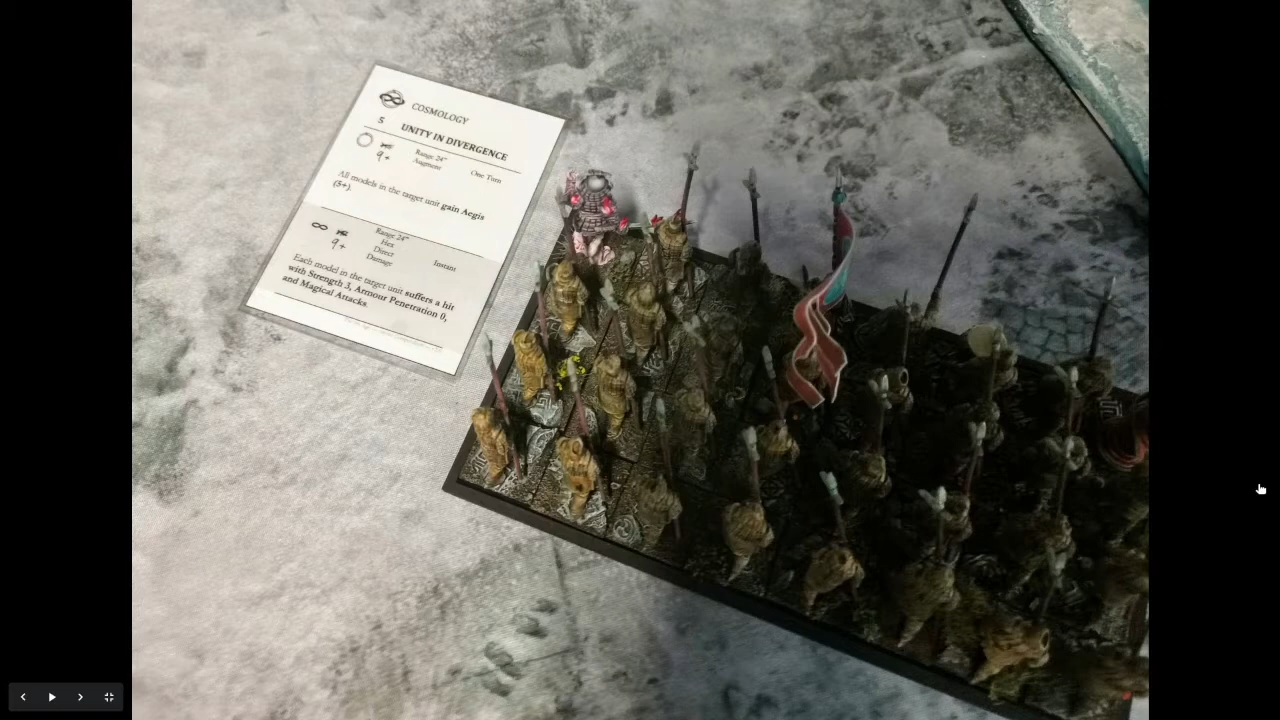 COSMOLOGY
5 UNITY IN DIVERGENCE
9+ Range 24"
Augment One Turn
All models in the target unit gain Aegis
(5+).
9+ Range 24"
Hex
Direct
Damage Instant
Each model in the target unit suffers a hit
with Strength 3, Armour Penetration 0,
and Magical Attacks.